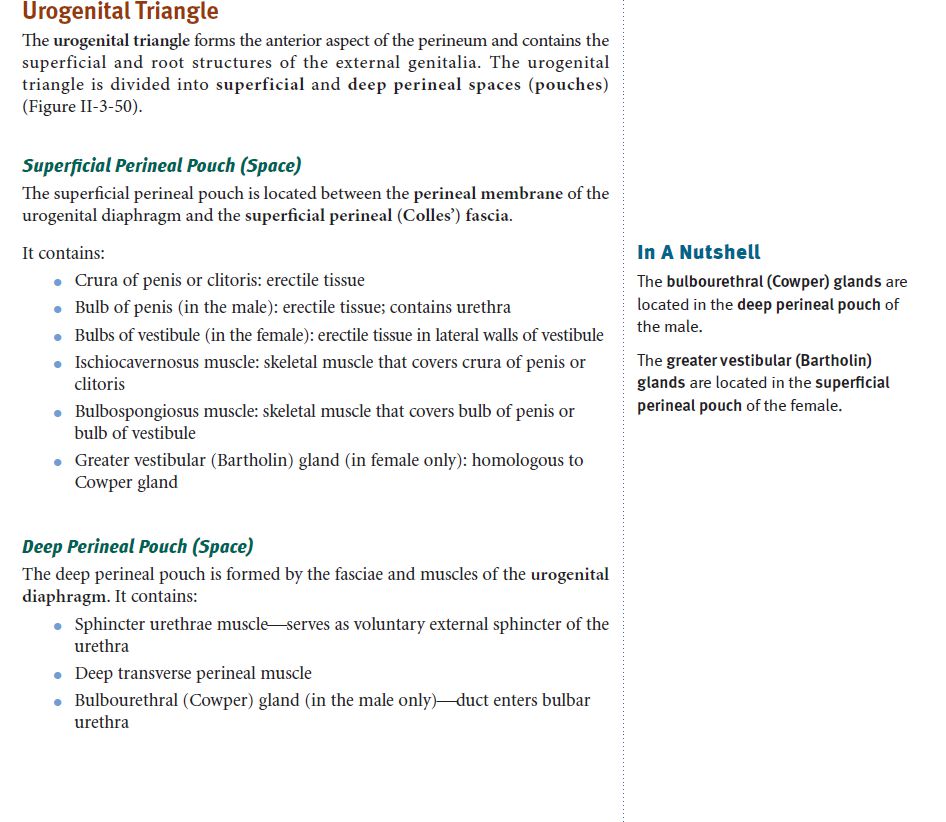 Urogenital Triangle
The urogenital triangle forms the anterior aspect of the perineum and contains the
superficial and root structures of the external genitalia. The urogenital
triangle is divided into superficial and deep perineal spaces (pouches)
(Figure II-3-50).
Superficial Perineal Pouch (Space)
The superficial perineal pouch is located between the perineal membrane of the
urogenital diaphragm and the superficial perineal (Colles’) fascia.
It contains:
• Crura of penis or clitoris: erectile tissue
• Bulb of penis (in the male): erectile tissue; contains urethra
• Bulbs of vestibule (in the female): erectile tissue in lateral walls of vestibule
• Ischiocavernosus muscle: skeletal muscle that covers crura of penis or
clitoris
• Bulbospongiosus muscle: skeletal muscle that covers bulb of penis or
bulb of vestibule
• Greater vestibular (Bartholin) gland (in female only): homologous to
Cowper gland
Deep Perineal Pouch (Space)
The deep perineal pouch is formed by the fasciae and muscles of the urogenital
diaphragm. It contains:
• Sphincter urethrae muscle—serves as voluntary external sphincter of the
urethra
• Deep transverse perineal muscle
• Bulbourethral (Cowper) gland (in the male only)—duct enters bulbar
urethra
In A Nutshell
The bulbourethral (Cowper) glands are
located in the deep perineal pouch of
the male.
The greater vestibular (Bartholin)
glands are located in the superficial
perineal pouch of the female.